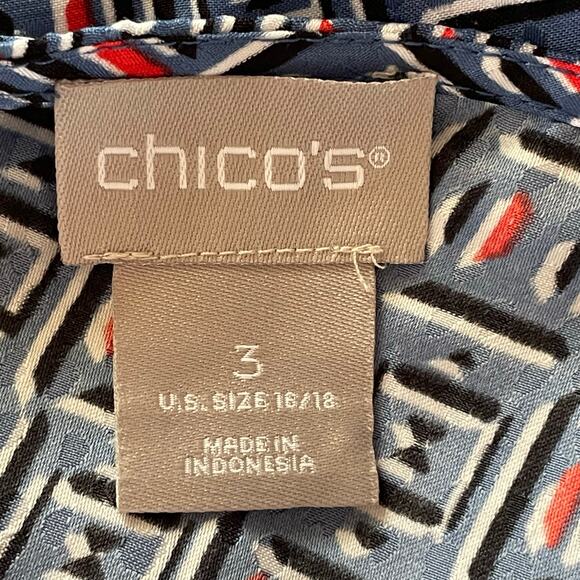 chico's®
3
U.S. SIZE 16/18
MADE IN
INDONESIA